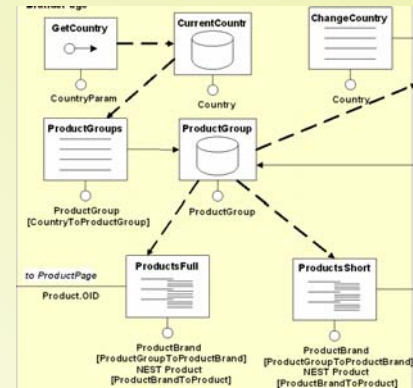 GetCountry
CurrentCountr
ChangeCountry
CountryParam
Country
Country
ProductGroups
ProductGroup
ProductGroup
[CountryToProductGroup]
ProductGroup
to ProductPage
Product.OID
ProductsFull
ProductsShort
ProductBrand
[ProductGroupToProductBrand]
NEST Product
[ProductBrandToProduct]
ProductBrand
[ProductGroupToProductBrand]
NEST Product
[ProductBrandToProduct]